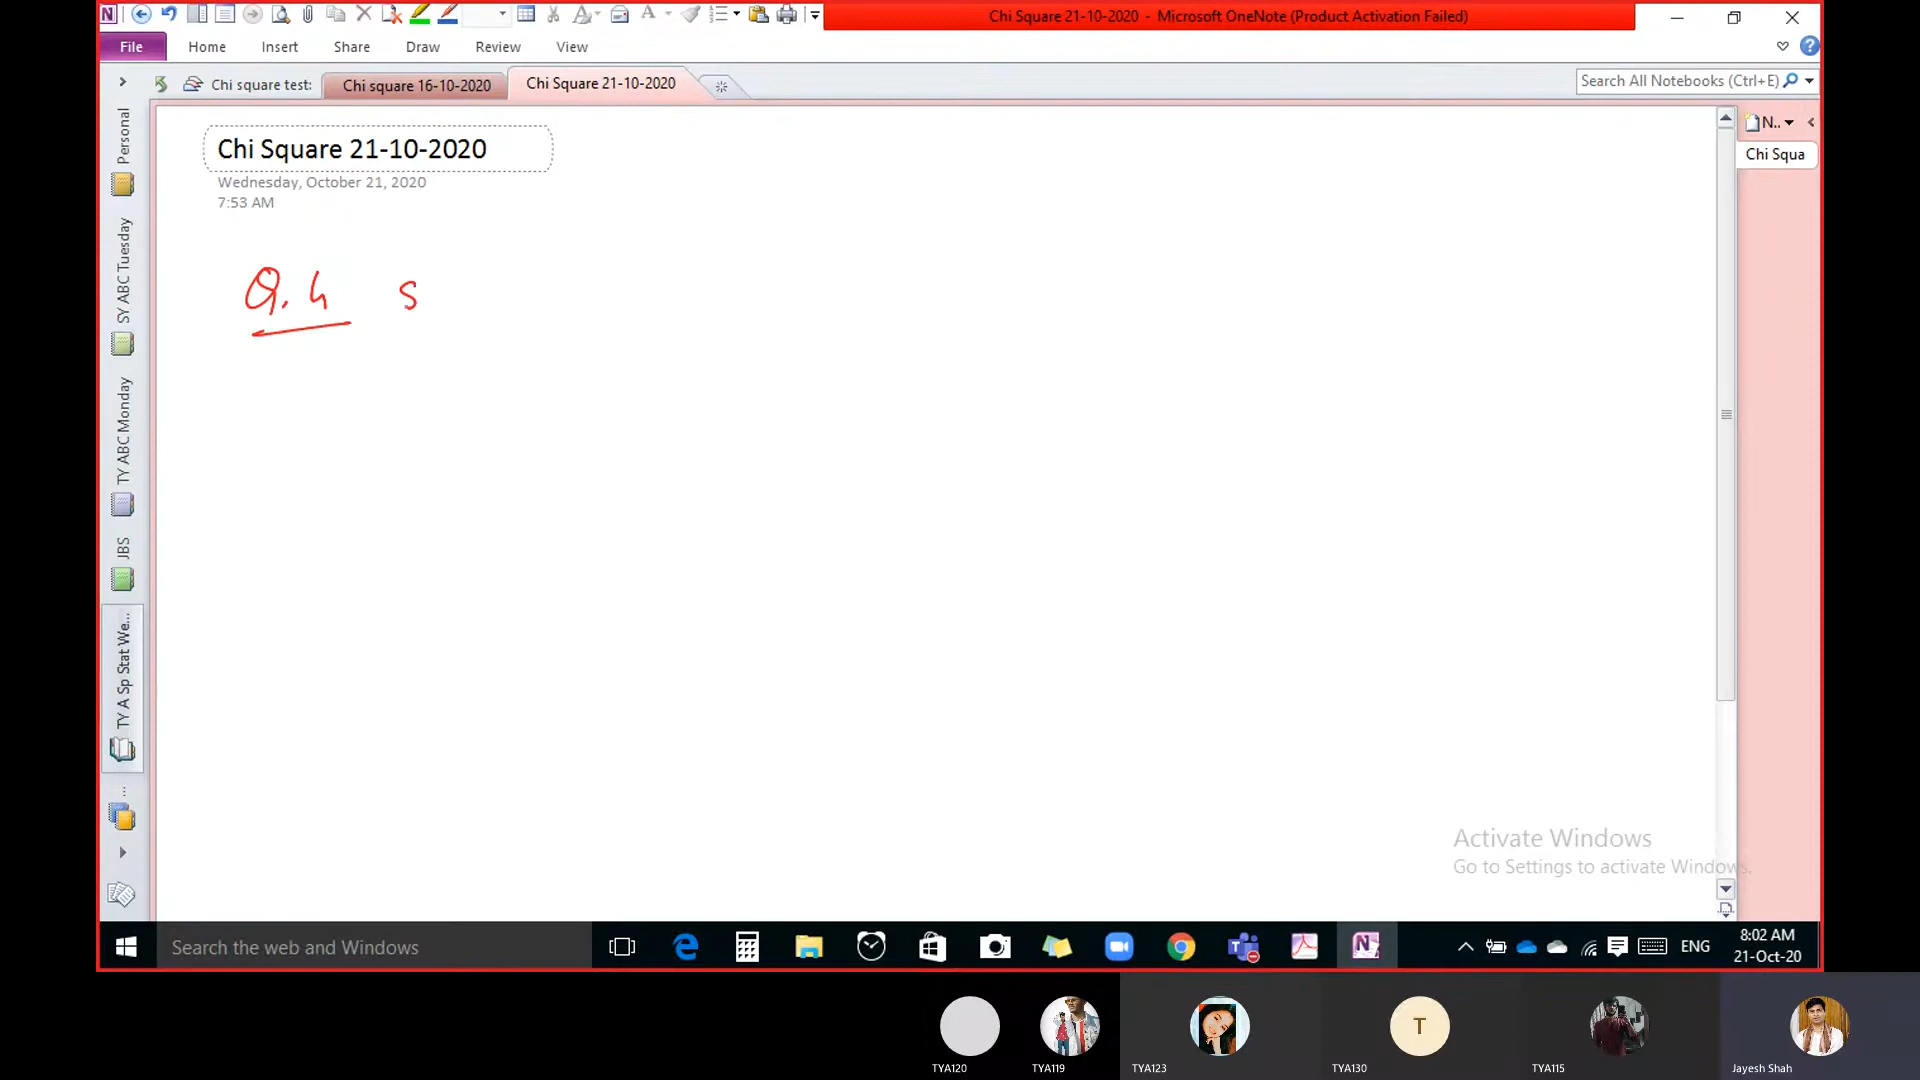 Chi Square 21-10-2020 - Microsoft OneNote (Product Activation Failed)
File Home Insert Share Draw Review View
Chi square test: Chi square 16-10-2020 Chi Square 21-10-2020 Search All Notebooks (Ctrl+E)
N..
Chi Squa
Personal
SY ABC Tuesday
TY ABC Monday
JBS
TY A Sp Stat We...
Chi Square 21-10-2020
Wednesday, October 21, 2020
7:53 AM
Q.4 S
Activate Windows
Go to Settings to activate Windows.
Search the web and Windows
ENG
8:02 AM
21-Oct-20
TYA120 TYA119 TYA123 T TYA130 TYA115 Jayesh Shah